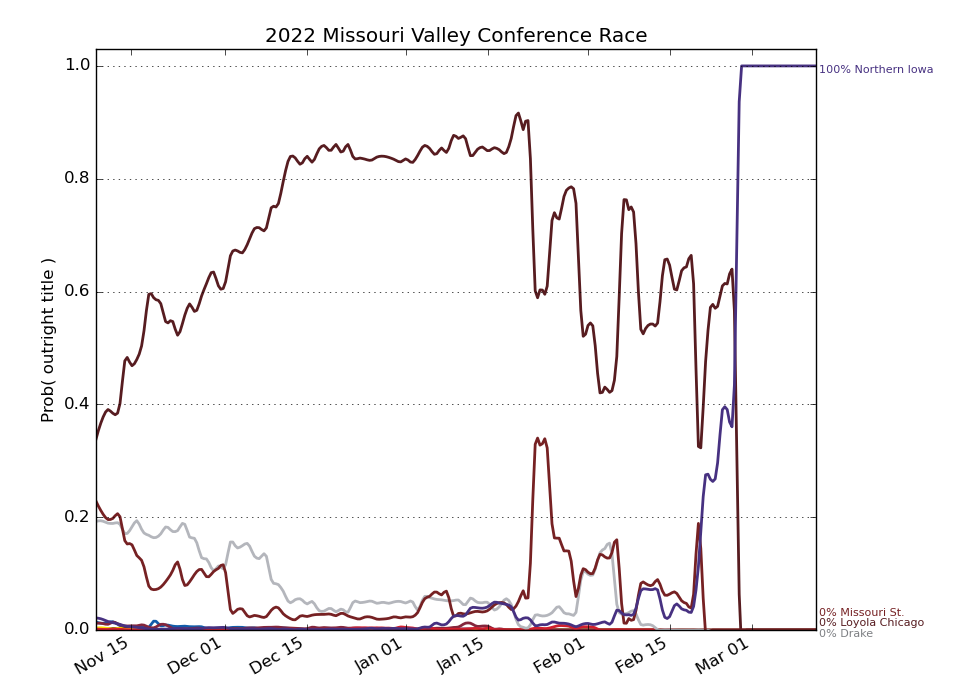 2022 Missouri Valley Conference Race
Prob( outright title )
1.0
0.8
0.6
0.4
0.2
0.0
Nov 15
Dec 01
Dec 15
Jan 01
Jan 15
Feb 01
Feb 15
Mar 01
100% Northern Iowa
0% Missouri St.
0% Loyola Chicago
0% Drake